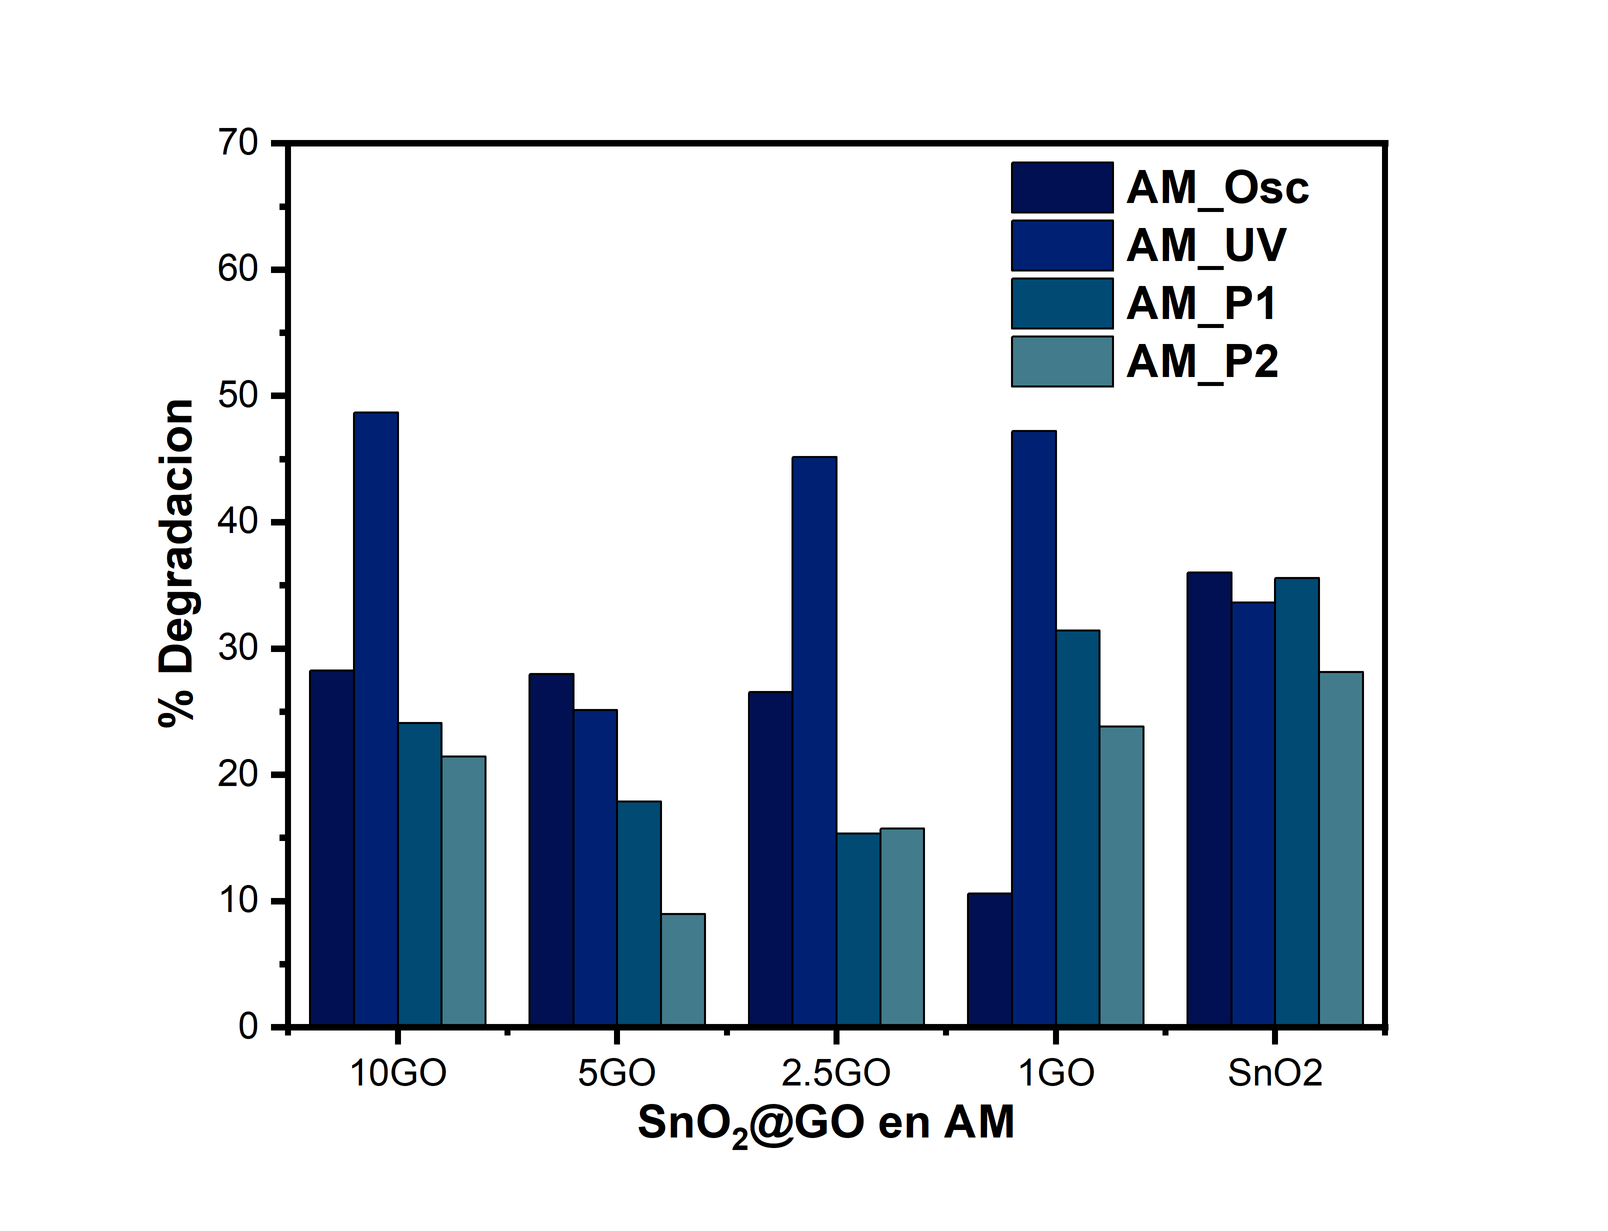 70
60
50
40
30
20
10
0
% Degradacion
AM_Osc
AM_UV
AM_P1
AM_P2
10GO 5GO 2.5GO 1GO SnO2
SnO₂@GO en AM